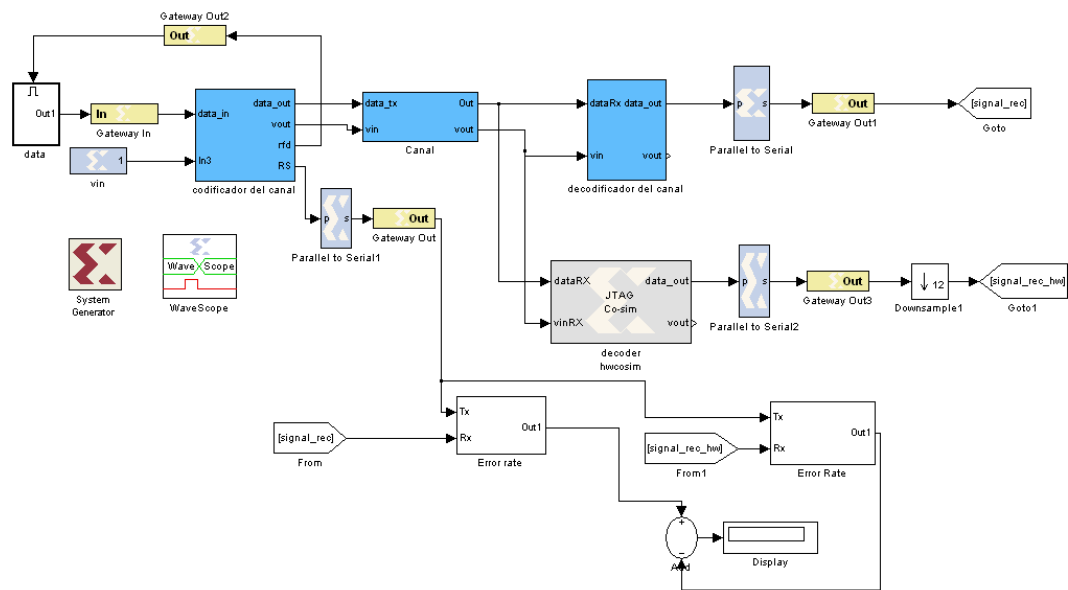 Gateway Out2
Out
Out1
data
In
Gateway In
1
vin
data_in
In3
data_out
vout
rfd
RS
codificador del canal
data_tx
vin
Out
vout
Canal
dataRx
data_out
vin
vout
decodificador del canal
p
s
Parallel to Serial
Out
Gateway Out1
[signal_rec]
Goto
p
s
Parallel to Serial1
Out
Gateway Out
System
Generator
Wave
Scope
WaveScope
dataRX
data_out
JTAG
Co-sim
vinRX
vout
decoder
hwcosim
p
s
Parallel to Serial2
Out
Gateway Out3
12
Downsample1
[signal_rec_hw]
Goto1
[signal_rec]
From
Tx
Rx
Out1
Error rate
[signal_rec_hw]
From1
Tx
Rx
Out1
Error Rate
+
−
Add
Display